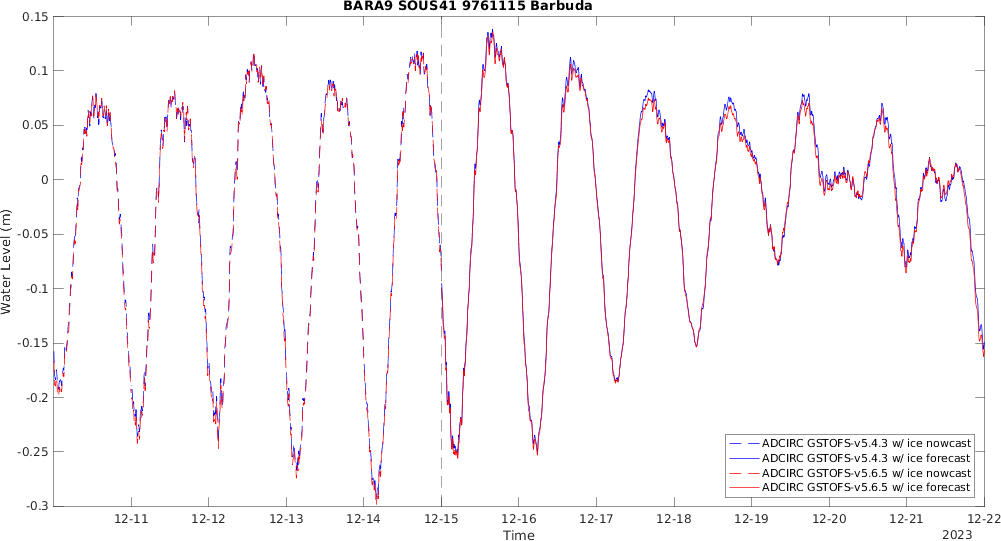 BARA9 SOUS41 9761115 Barbuda
0.15
0.1
0.05
0
-0.05
-0.1
-0.15
-0.2
-0.25
-0.3
Water Level (m)
ADCIRC GSTOFS-v5.4.3 w/ ice nowcast
ADCIRC GSTOFS-v5.4.3 w/ ice forecast
ADCIRC GSTOFS-v5.6.5 w/ ice nowcast
ADCIRC GSTOFS-v5.6.5 w/ ice forecast
12-11 12-12 12-13 12-14 12-15 12-16 12-17 12-18 12-19 12-20 12-21 12-22
Time 2023